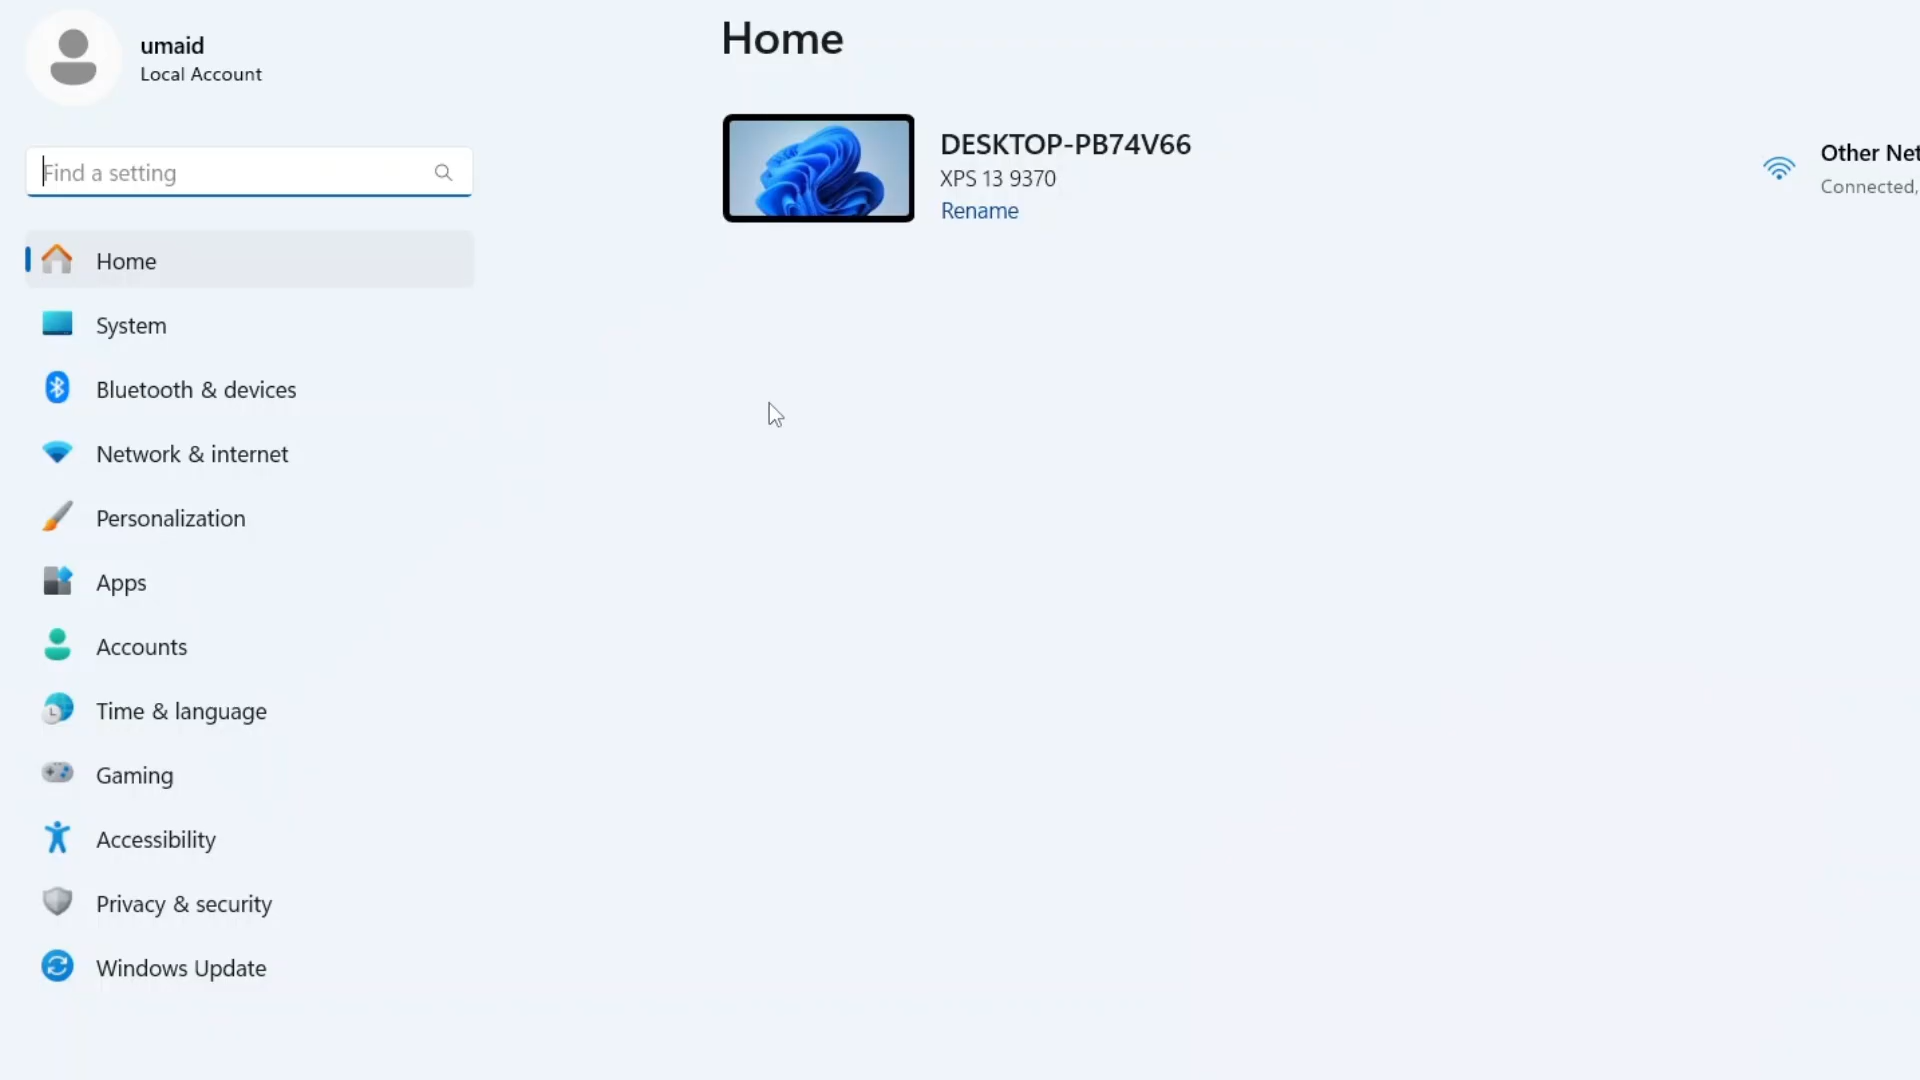 umaid
Local Account
Find a setting
Home
System
Bluetooth & devices
Network & internet
Personalization
Apps
Accounts
Time & language
Gaming
Accessibility
Privacy & security
Windows Update
Home
DESKTOP-PB74V66
XPS 13 9370
Rename
Other Net
Connected,